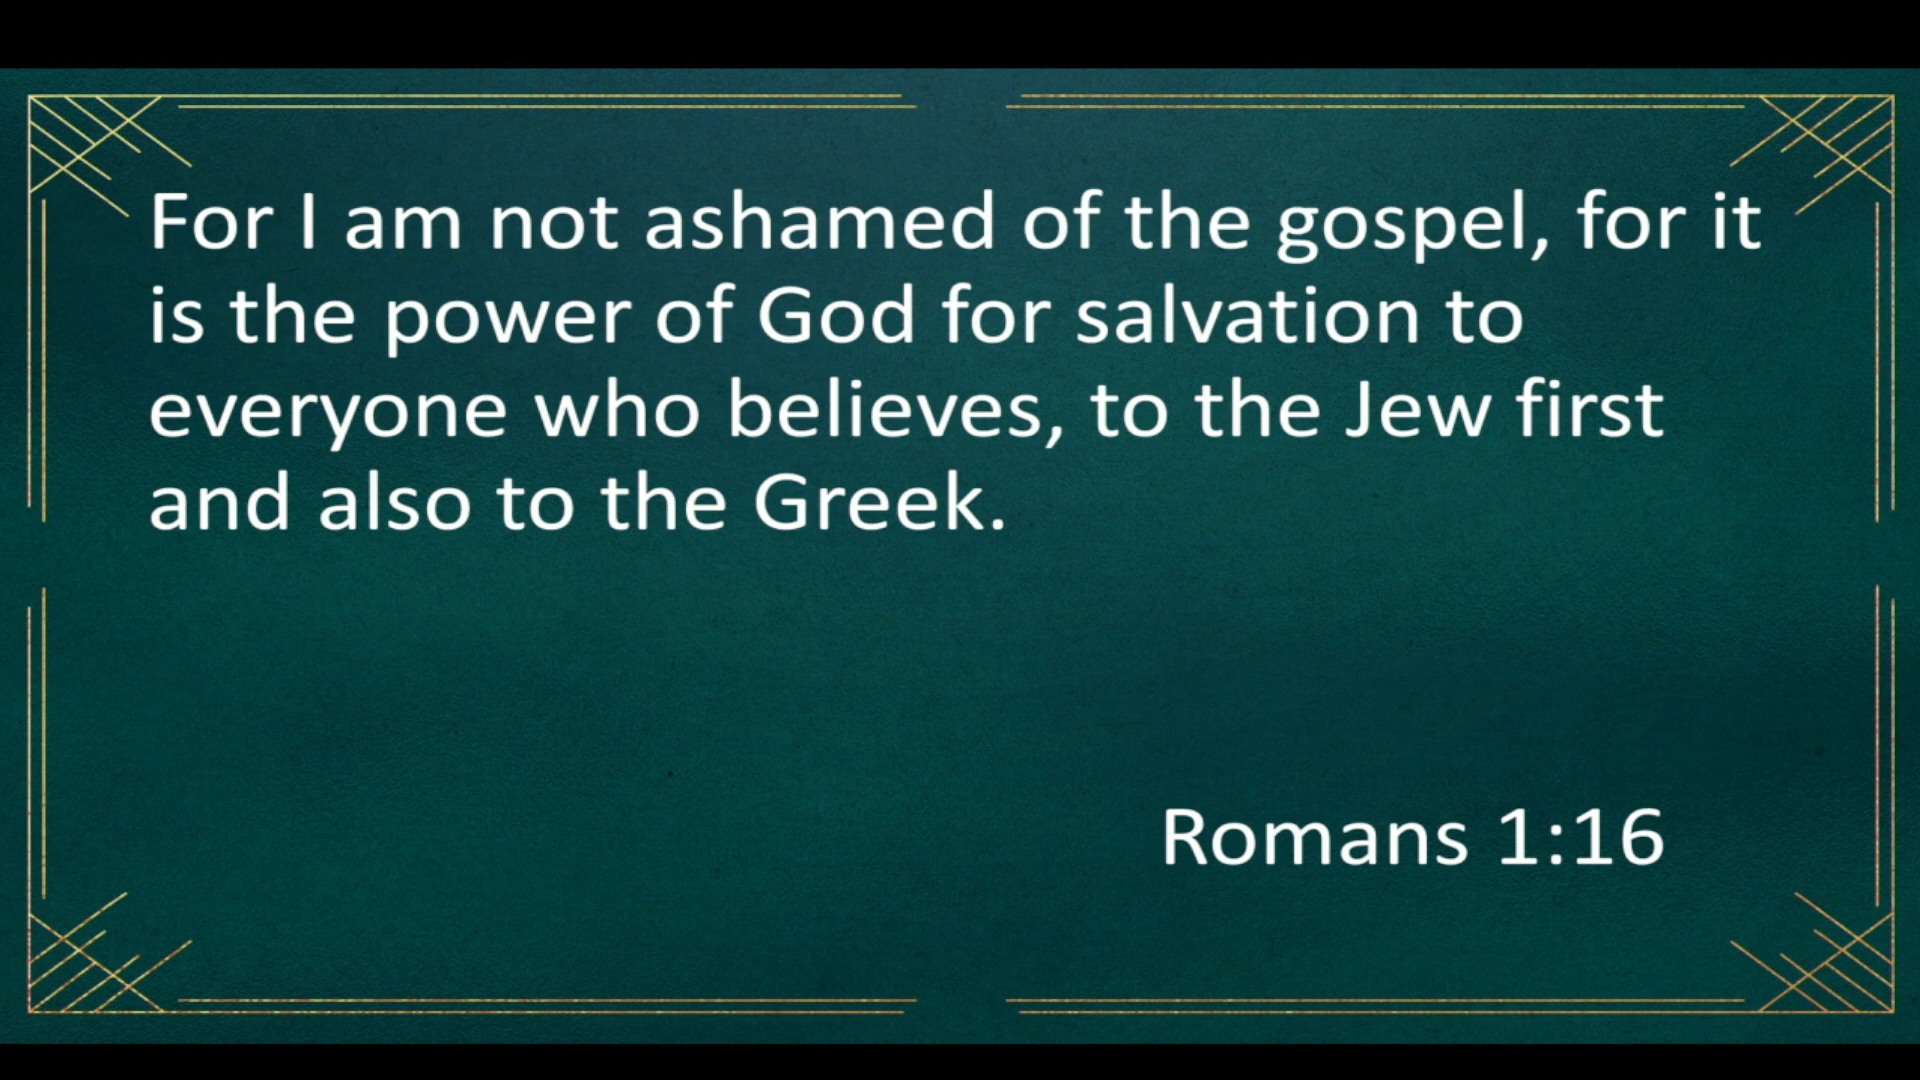 For I am not ashamed of the gospel, for it
is the power of God for salvation to
everyone who believes, to the Jew first
and also to the Greek.
Romans 1:16